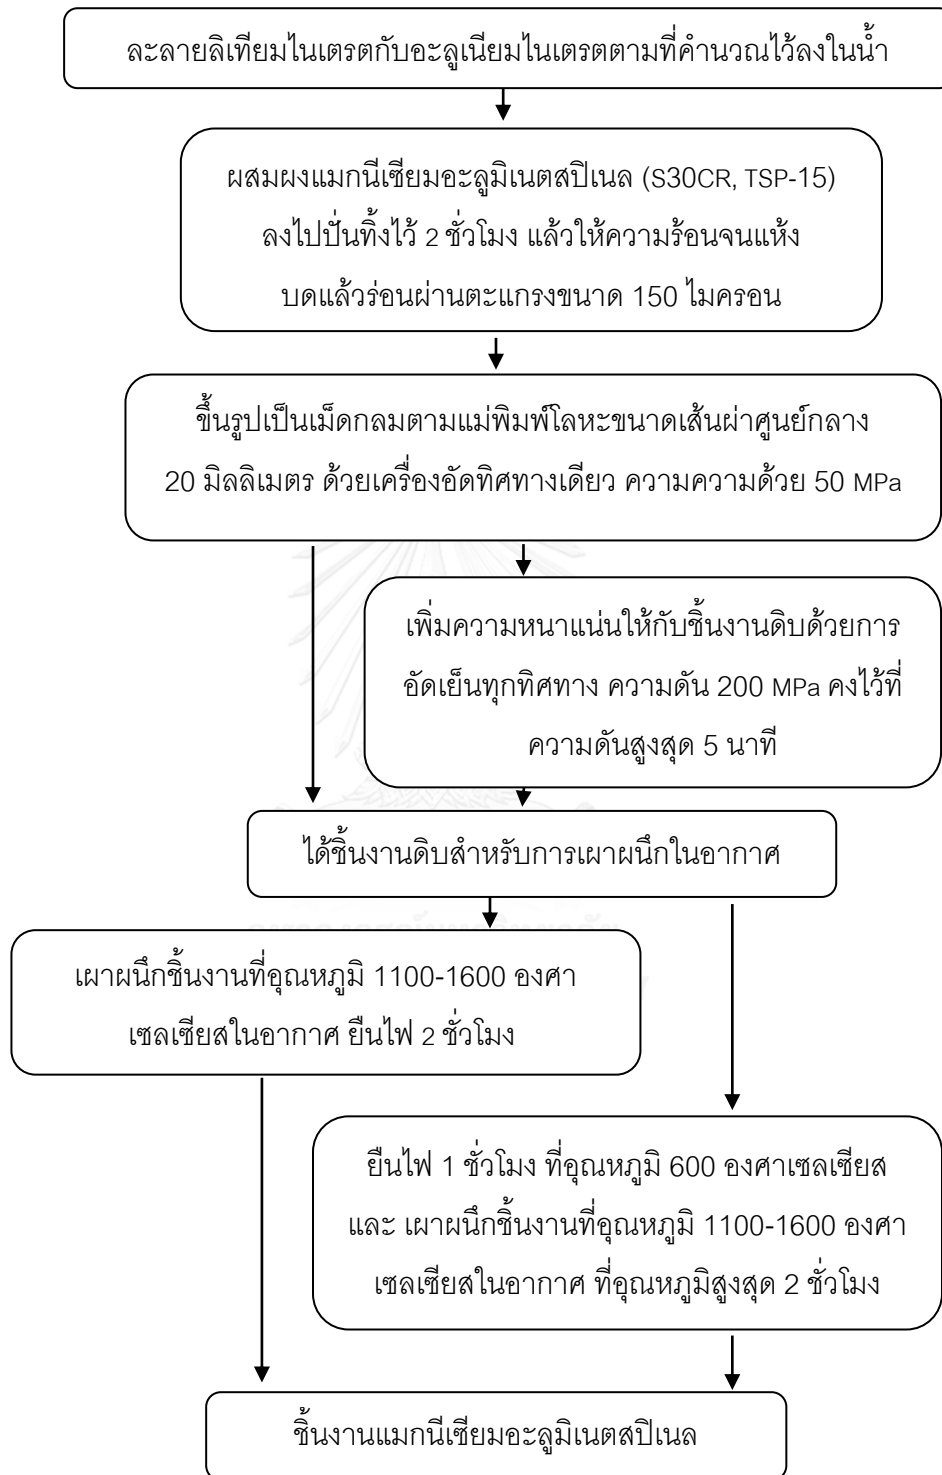 ละลายลิเทียมไนเตรตกับอะลูเนียมไนเตรตตามที่คำนวณไว้ลงในน้ำ
ผสมผงแมกนีเซียมอะลูมิเนตสปิเนล (S30CR, TSP-15)
ลงไปปั่นทิ้งไว้ 2 ชั่วโมง แล้วให้ความร้อนจนแห้ง
บดแล้วร่อนผ่านตะแกรงขนาด 150 ไมครอน
ขึ้นรูปเป็นเม็ดกลมตามแม่พิมพ์โลหะขนาดเส้นผ่าศูนย์กลาง
20 มิลลิเมตร ด้วยเครื่องอัดทิศทางเดียว ความความด้วย 50 MPa
เพิ่มความหนาแน่นให้กับชิ้นงานดิบด้วยการ
อัดเย็นทุกทิศทาง ความดัน 200 MPa คงไว้ที่
ความดันสูงสุด 5 นาที
ได้ชิ้นงานดิบสำหรับการเผาผนึกในอากาศ
เผาผนึกชิ้นงานที่อุณหภูมิ 1100-1600 องศา
เซลเซียสในอากาศ ยืนไฟ 2 ชั่วโมง
ยืนไฟ 1 ชั่วโมง ที่อุณหภูมิ 600 องศาเซลเซียส
และ เผาผนึกชิ้นงานที่อุณหภูมิ 1100-1600 องศา
เซลเซียสในอากาศ ที่อุณหภูมิสูงสุด 2 ชั่วโมง
ชิ้นงานแมกนีเซียมอะลูมิเนตสปิเนล